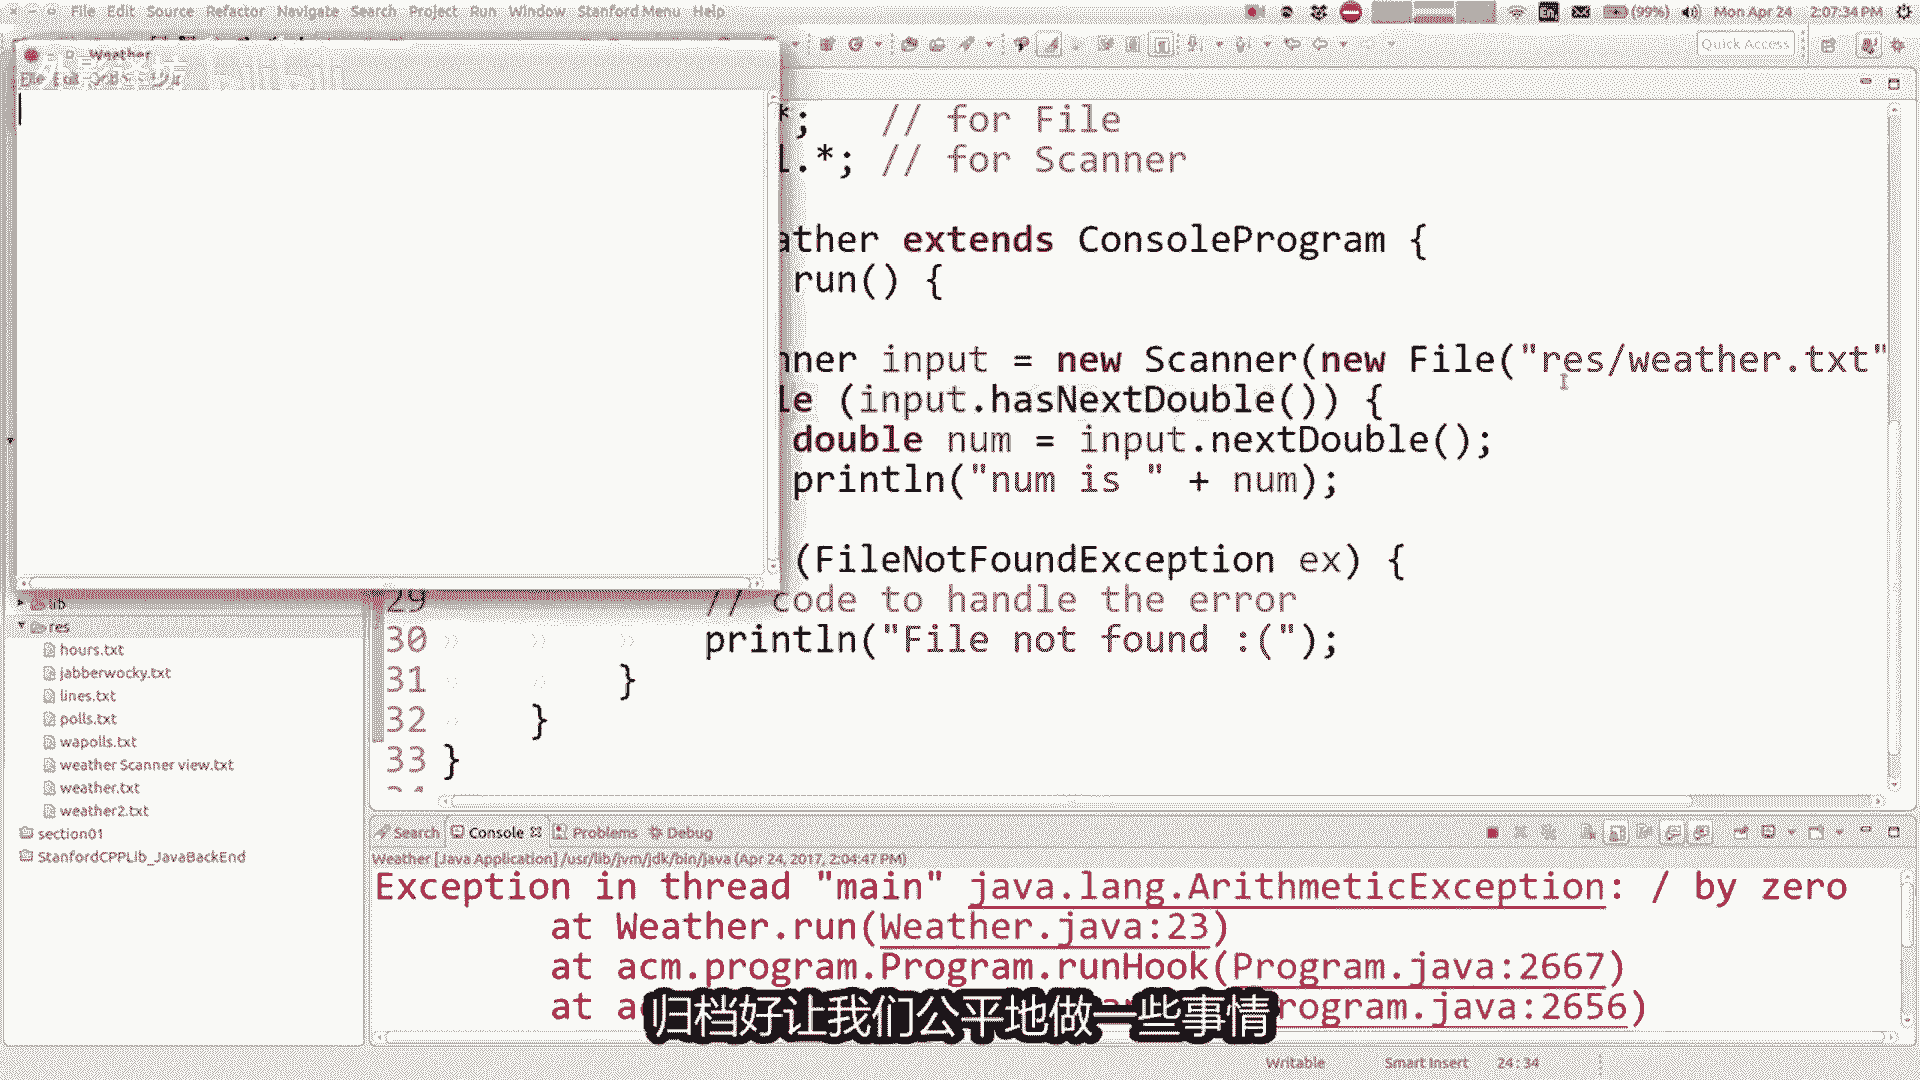 File Edit Source Refactor Navigate Search Project Run Window Stanford Menu Help
En (99%) Mon Apr 24 2:07:34 PM
Quick Access
Weather
*; // for File
l.*; // for Scanner
ather extends ConsoleProgram {
run() {
nner input = new Scanner(new File("res/weather.txt"
le (input.hasNextDouble()) {
double num = input.nextDouble();
println("num is " + num);
(FileNotFoundException ex) {
29 // code to handle the error
30 println("File not found :(");
31 }
32 }
33 }
lib
res
hours.txt
jabberwocky.txt
lines.txt
polls.txt
wapolls.txt
weather Scanner view.txt
weather.txt
weather2.txt
section01
StanfordCPPLib_JavaBackEnd
Search Console Problems Debug
Weather [Java Application] /usr/lib/jvm/jdk/bin/java (Apr 24, 2017, 2:04:47 PM)
Exception in thread "main" java.lang.ArithmeticException: / by zero
at Weather.run(Weather.java:23)
at acm.program.Program.runHook(Program.java:2667)
at a rogram.java:2656)
归档好让我们公平地做一些事情
Writable Smart Insert 24:34